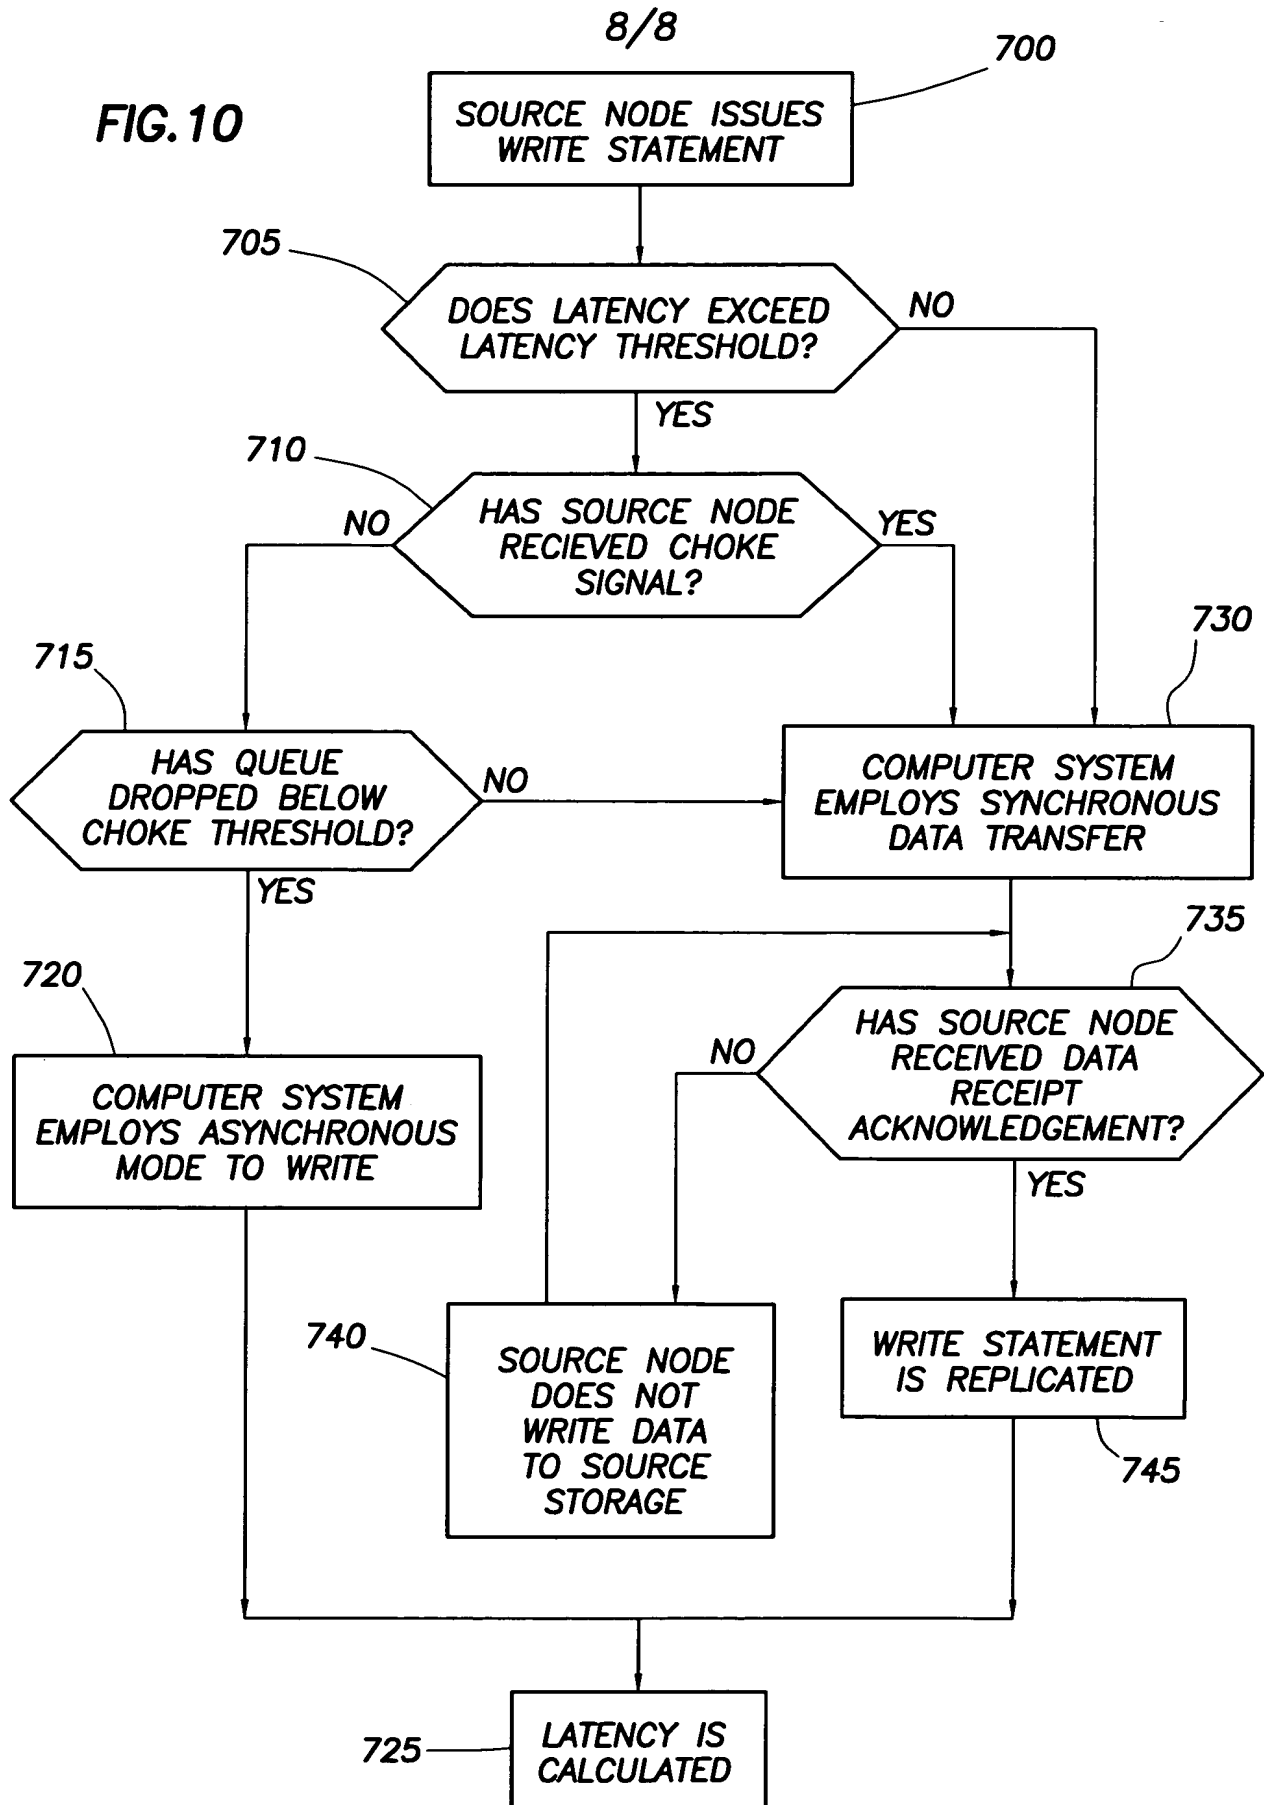 8/8
700
FIG.10
SOURCE NODE ISSUES
WRITE STATEMENT
705
DOES LATENCY EXCEED
LATENCY THRESHOLD?
NO
YES
710
HAS SOURCE NODE
RECIEVED CHOKE
SIGNAL?
NO
YES
715
HAS QUEUE
DROPPED BELOW
CHOKE THRESHOLD?
NO
YES
730
COMPUTER SYSTEM
EMPLOYS SYNCHRONOUS
DATA TRANSFER
720
COMPUTER SYSTEM
EMPLOYS ASYNCHRONOUS
MODE TO WRITE
735
HAS SOURCE NODE
RECEIVED DATA
RECEIPT
ACKNOWLEDGEMENT?
NO
YES
740
SOURCE NODE
DOES NOT
WRITE DATA
TO SOURCE
STORAGE
WRITE STATEMENT
IS REPLICATED
745
725
LATENCY IS
CALCULATED